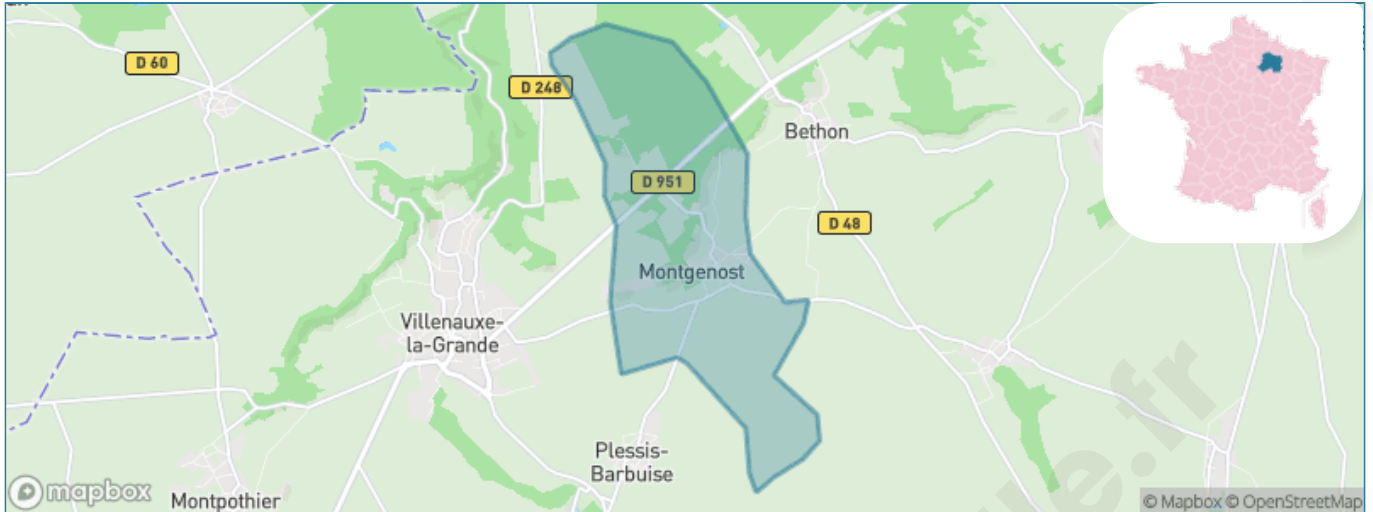 D 60
D 248
Bethon
D 951
D 48
Montgenost
Villenauxe-
la-Grande
Plessis-
Barbuise
mapbox
Montpothier
© Mapbox © OpenStreetMap